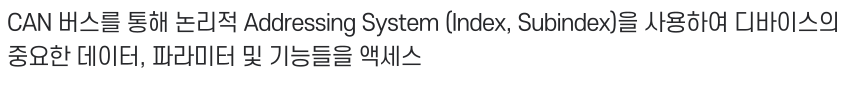 CAN 버스를 통해 논리적 Addressing System (Index, Subindex)을 사용하여 디바이스의
중요한 데이터, 파라미터 및 기능들을 액세스